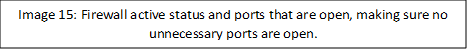 Image 15: Firewall active status and ports that are open, making sure no
unnecessary ports are open.